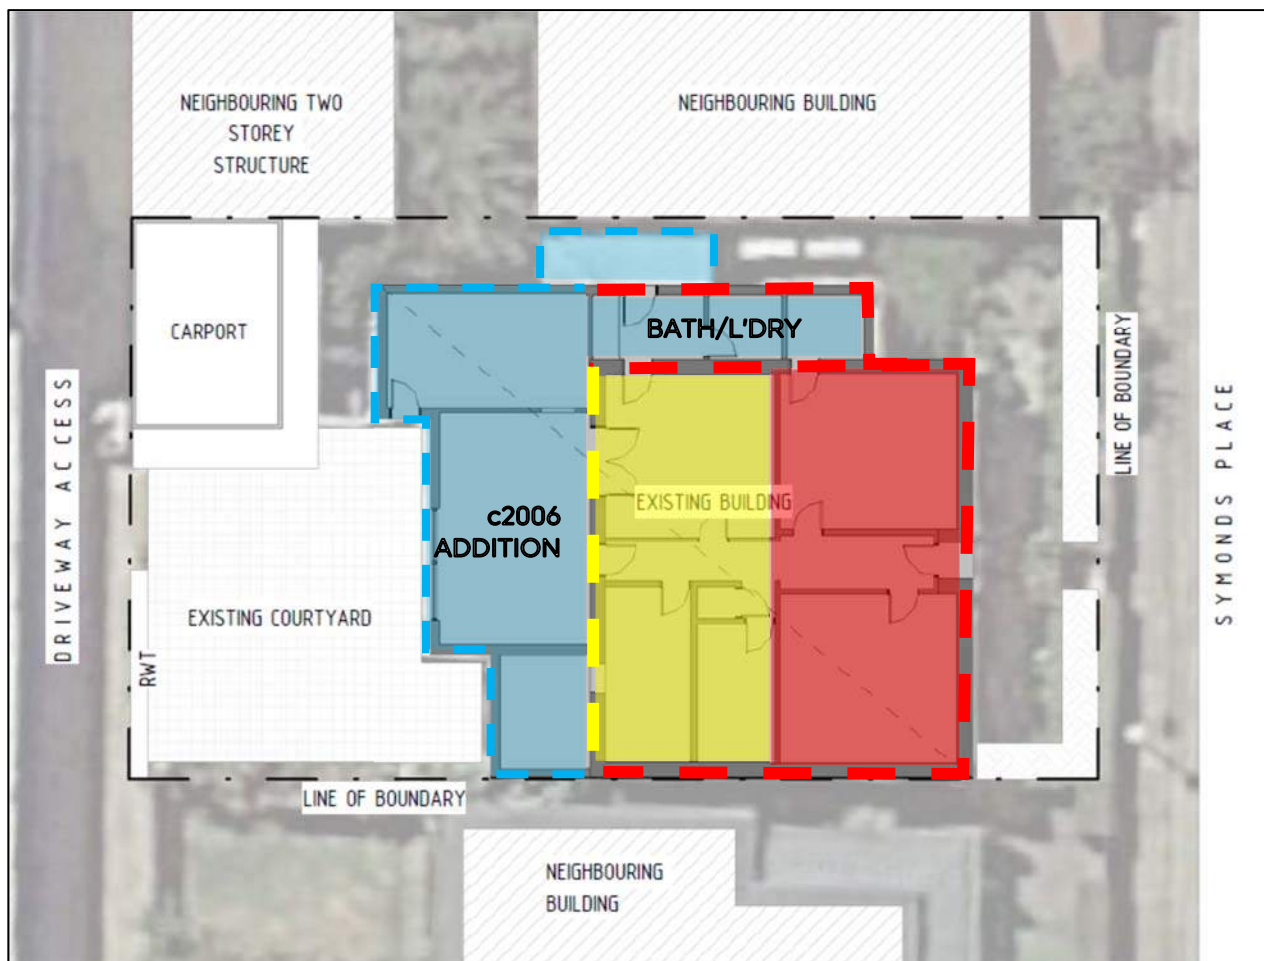 NEIGHBOURING TWO
STOREY
STRUCTURE
NEIGHBOURING BUILDING
CARPORT
BATH/L'DRY
LINE OF BOUNDARY
DRIVEWAY ACCESS
SYMONDS PLACE
EXISTING BUILDING
c2006
ADDITION
EXISTING COURTYARD
RWT
LINE OF BOUNDARY
NEIGHBOURING
BUILDING